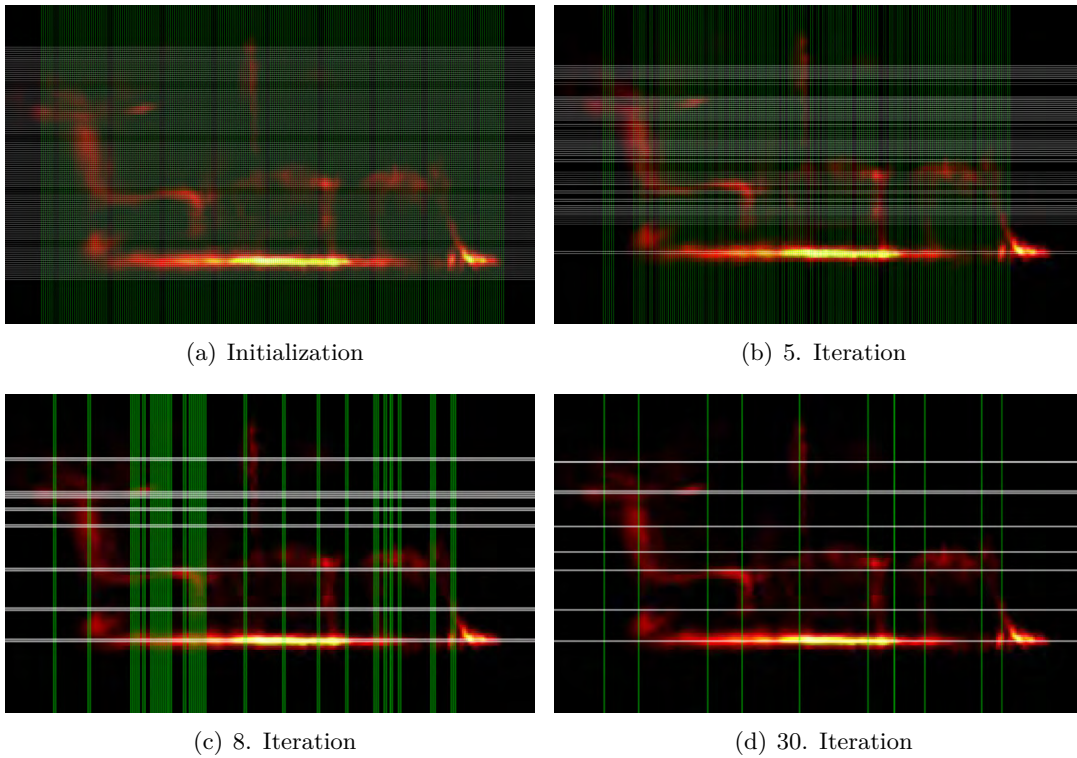 (a) Initialization
(b) 5. Iteration
(c) 8. Iteration
(d) 30. Iteration